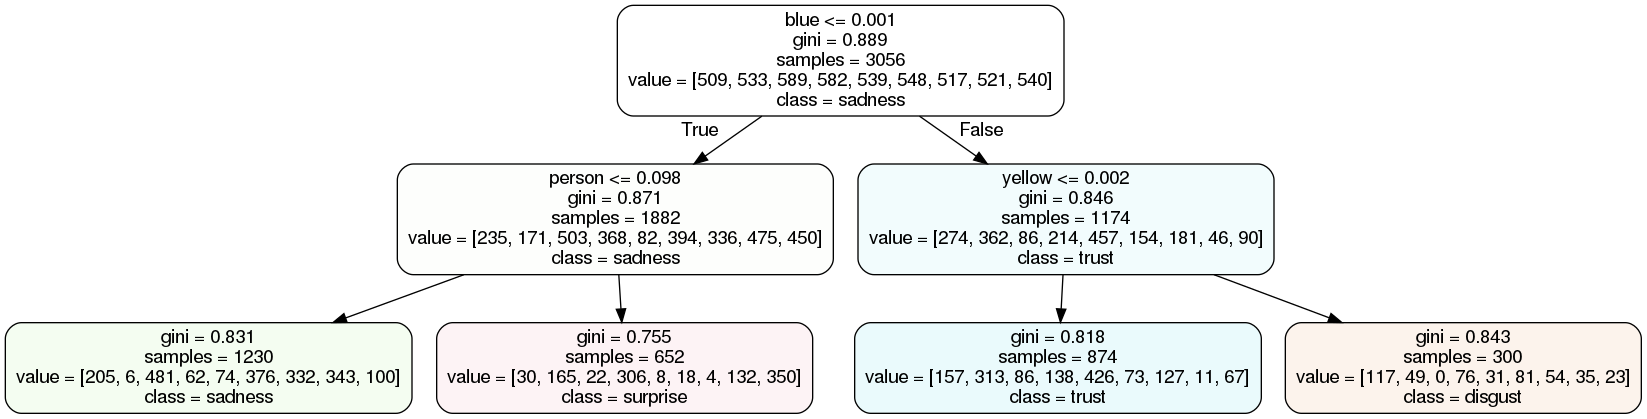 blue <= 0.001
gini = 0.889
samples = 3056
value = [509, 533, 589, 582, 539, 548, 517, 521, 540]
class = sadness
True
False
person <= 0.098
gini = 0.871
samples = 1882
value = [235, 171, 503, 368, 82, 394, 336, 475, 450]
class = sadness
yellow <= 0.002
gini = 0.846
samples = 1174
value = [274, 362, 86, 214, 457, 154, 181, 46, 90]
class = trust
gini = 0.831
samples = 1230
value = [205, 6, 481, 62, 74, 376, 332, 343, 100]
class = sadness
gini = 0.755
samples = 652
value = [30, 165, 22, 306, 8, 18, 4, 132, 350]
class = surprise
gini = 0.818
samples = 874
value = [157, 313, 86, 138, 426, 73, 127, 11, 67]
class = trust
gini = 0.843
samples = 300
value = [117, 49, 0, 76, 31, 81, 54, 35, 23]
class = disgust